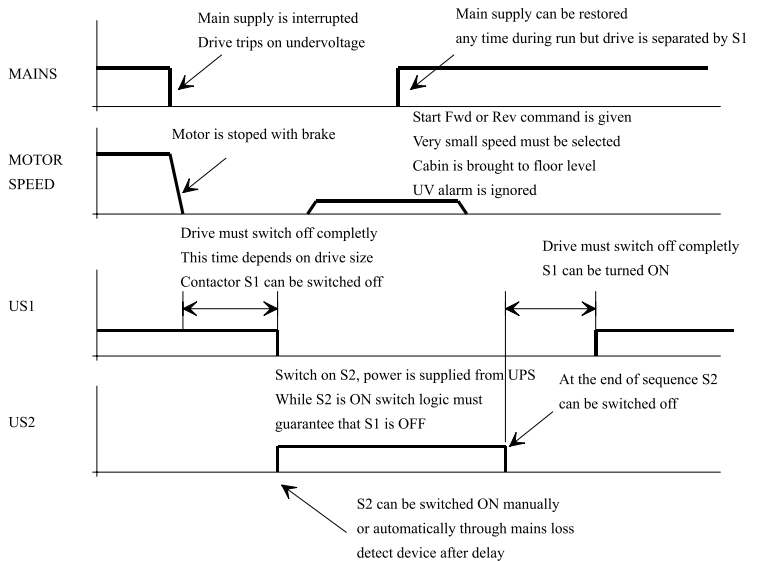 Main supply is interrupted
Drive trips on undervoltage
Main supply can be restored
any time during run but drive is separated by S1
MAINS
Start Fwd or Rev command is given
Very small speed must be selected
Cabin is brought to floor level
UV alarm is ignored
Motor is stoped with brake
MOTOR
SPEED
Drive must switch off completly
This time depends on drive size
Contactor S1 can be switched off
Drive must switch off completly
S1 can be turned ON
US1
Switch on S2, power is supplied from UPS
While S2 is ON switch logic must
guarantee that S1 is OFF
At the end of sequence S2
can be switched off
US2
S2 can be switched ON manually
or automatically through mains loss
detect device after delay